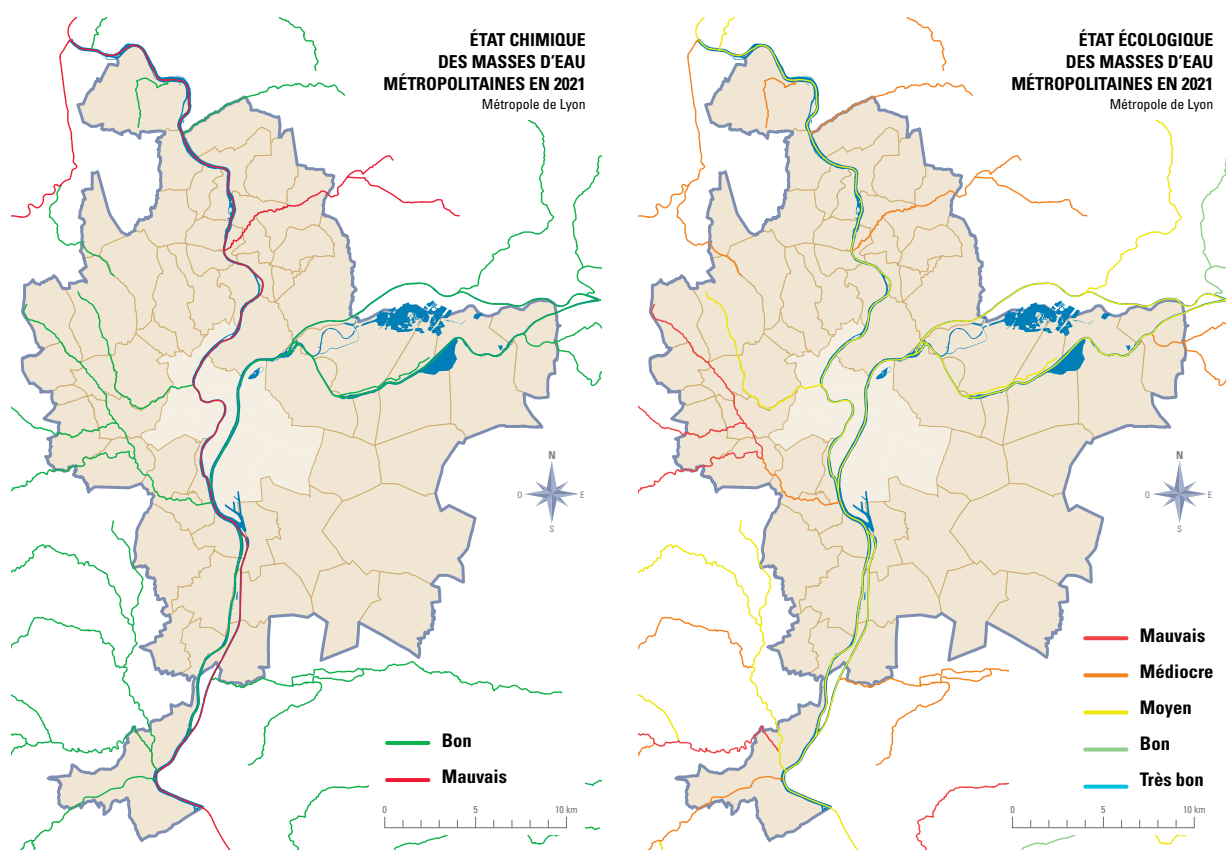 ÉTAT CHIMIQUE
DES MASSES D'EAU
MÉTROPOLITAINES EN 2021
Métropole de Lyon
N
O
E
S
Bon
Mauvais
0
5
10 km
ÉTAT ÉCOLOGIQUE
DES MASSES D'EAU
MÉTROPOLITAINES EN 2021
Métropole de Lyon
N
O
E
S
Mauvais
Médiocre
Moyen
Bon
Très bon
0
5
10 km